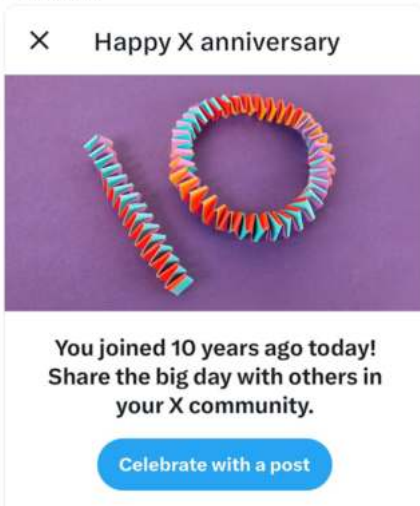 Happy X anniversary
You joined 10 years ago today!
Share the big day with others in
your X community.
Celebrate with a post